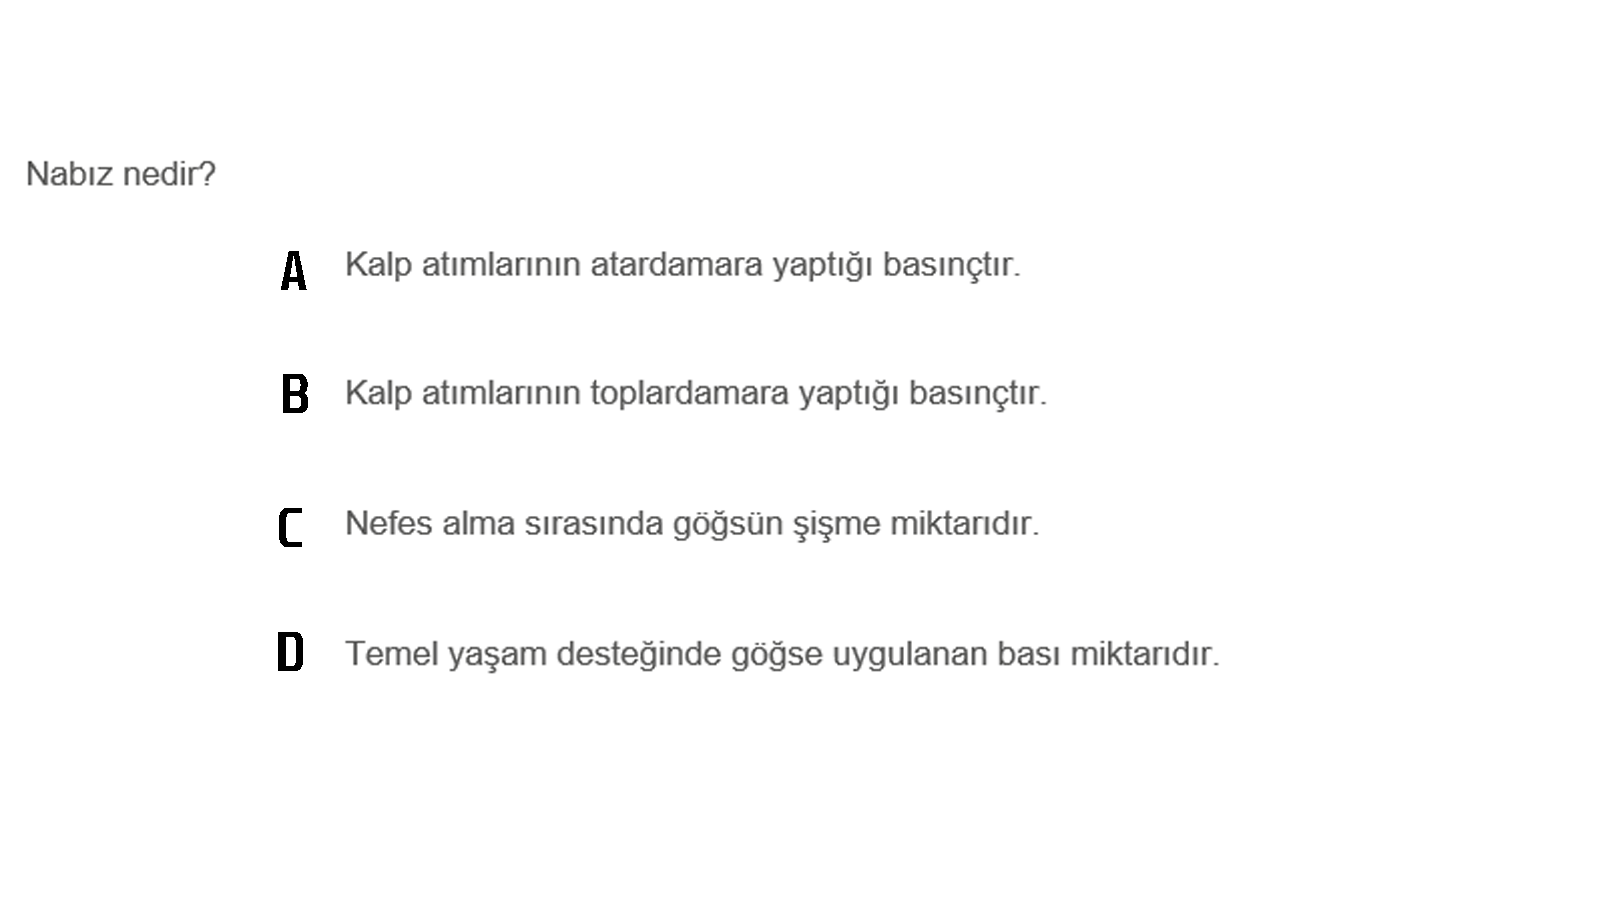 Nabız nedir?
A Kalp atımlarının atardamara yaptığı basınçtır.
B Kalp atımlarının toplardamara yaptığı basınçtır.
C Nefes alma sırasında göğsün şişme miktarıdır.
D Temel yaşam desteğinde göğse uygulanan bası miktarıdır.